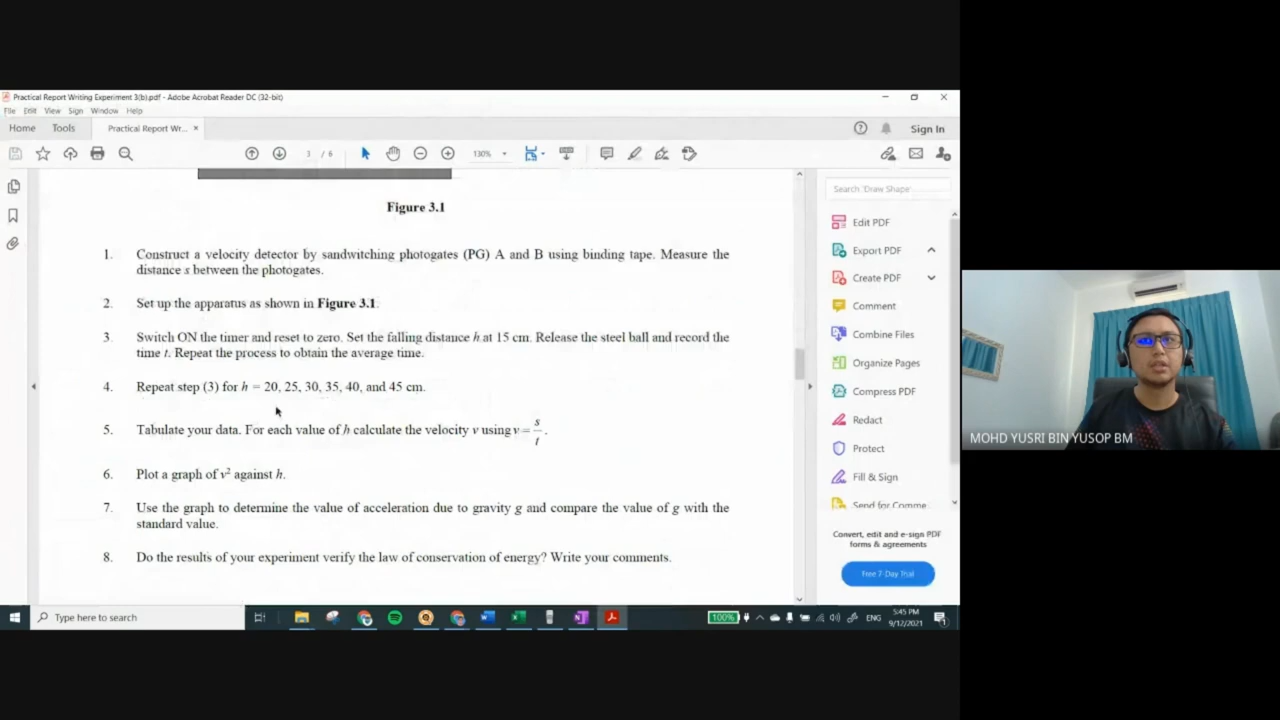 Practical Report Writing Experiment 3(b).pdf - Adobe Acrobat Reader DC (32-bit)
File Edit View Sign Window Help
Home Tools Practical Report Wr... × Sign In
3 / 6 130%
Figure 3.1
1. Construct a velocity detector by sandwitching photogates (PG) A and B using binding tape. Measure the
distance s between the photogates.
2. Set up the apparatus as shown in Figure 3.1.
3. Switch ON the timer and reset to zero. Set the falling distance h at 15 cm. Release the steel ball and record the
time t. Repeat the process to obtain the average time.
4. Repeat step (3) for h = 20, 25, 30, 35, 40, and 45 cm.
5. Tabulate your data. For each value of h calculate the velocity v using v = s/t.
6. Plot a graph of v² against h.
7. Use the graph to determine the value of acceleration due to gravity g and compare the value of g with the
standard value.
8. Do the results of your experiment verify the law of conservation of energy? Write your comments.
Search 'Draw Shape'
Edit PDF
Export PDF
Create PDF
Comment
Combine Files
Organize Pages
Compress PDF
Redact
Protect
Fill & Sign
Send for Comme
Convert, edit and e-sign PDF
forms & agreements
Free 7-Day Trial
MOHD YUSRI BIN YUSOP BM
Type here to search
100%
ENG
5:45 PM
9/12/2021